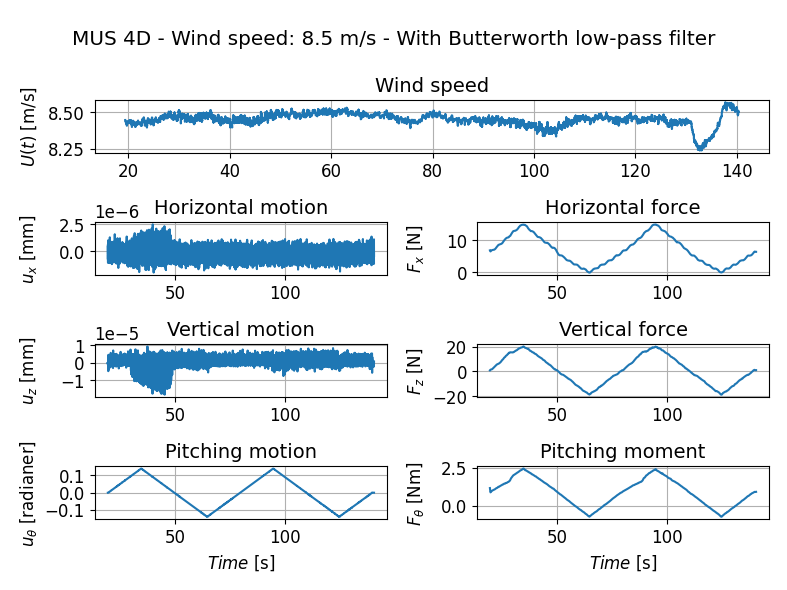 MUS 4D - Wind speed: 8.5 m/s - With Butterworth low-pass filter
Wind speed
U(t) [m/s]
8.50
8.25
20 40 60 80 100 120 140
1e−6
Horizontal motion
u_x [mm]
2.5
0.0
50 100
Horizontal force
F_x [N]
10
0
50 100
1e−5
Vertical motion
u_z [mm]
1
0
−1
50 100
Vertical force
F_z [N]
20
0
−20
50 100
Pitching motion
u_θ [radianer]
0.1
0.0
−0.1
50 100
Time [s]
Pitching moment
F_θ [Nm]
2.5
0.0
50 100
Time [s]